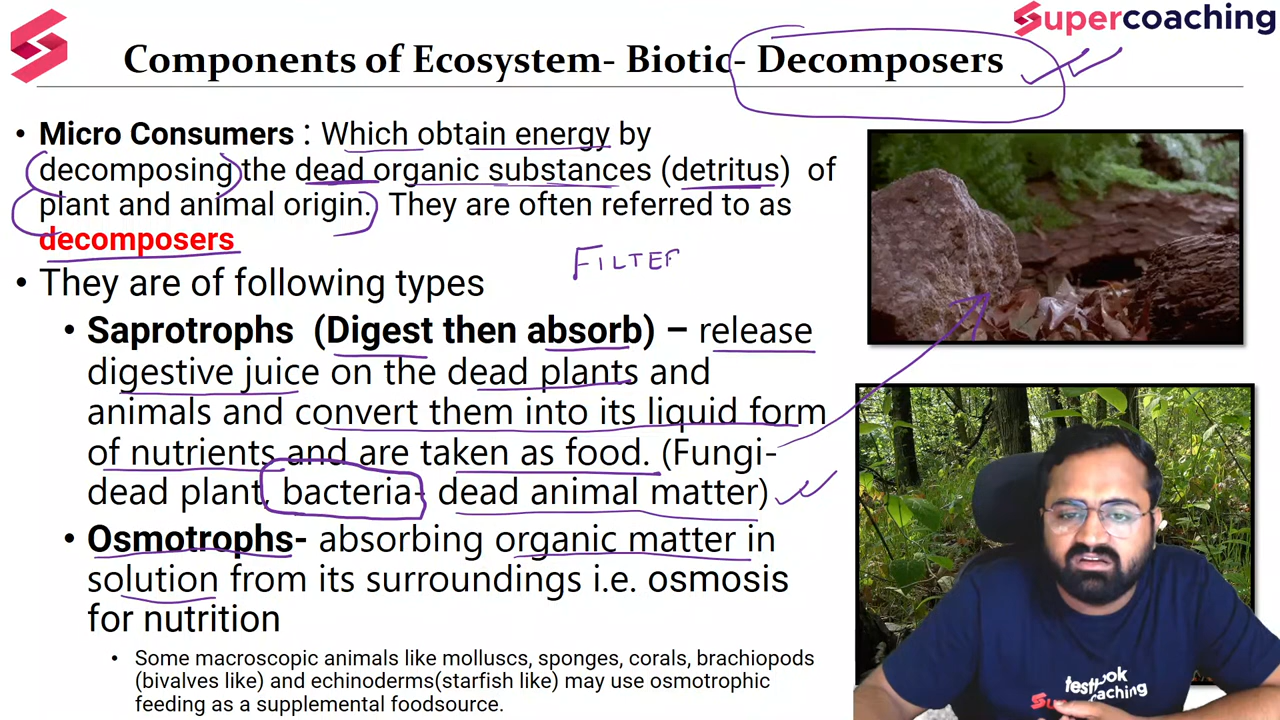 Supercoaching
Components of Ecosystem- Biotic- Decomposers
• Micro Consumers : Which obtain energy by
decomposing the dead organic substances (detritus) of
plant and animal origin. They are often referred to as
decomposers
FILTER
• They are of following types
• Saprotrophs (Digest then absorb) – release
digestive juice on the dead plants and
animals and convert them into its liquid form
of nutrients and are taken as food. (Fungi-
dead plant, bacteria- dead animal matter)
• Osmotrophs- absorbing organic matter in
solution from its surroundings i.e. osmosis
for nutrition
• Some macroscopic animals like molluscs, sponges, corals, brachiopods
(bivalves like) and echinoderms(starfish like) may use osmotrophic
feeding as a supplemental foodsource.
testbook